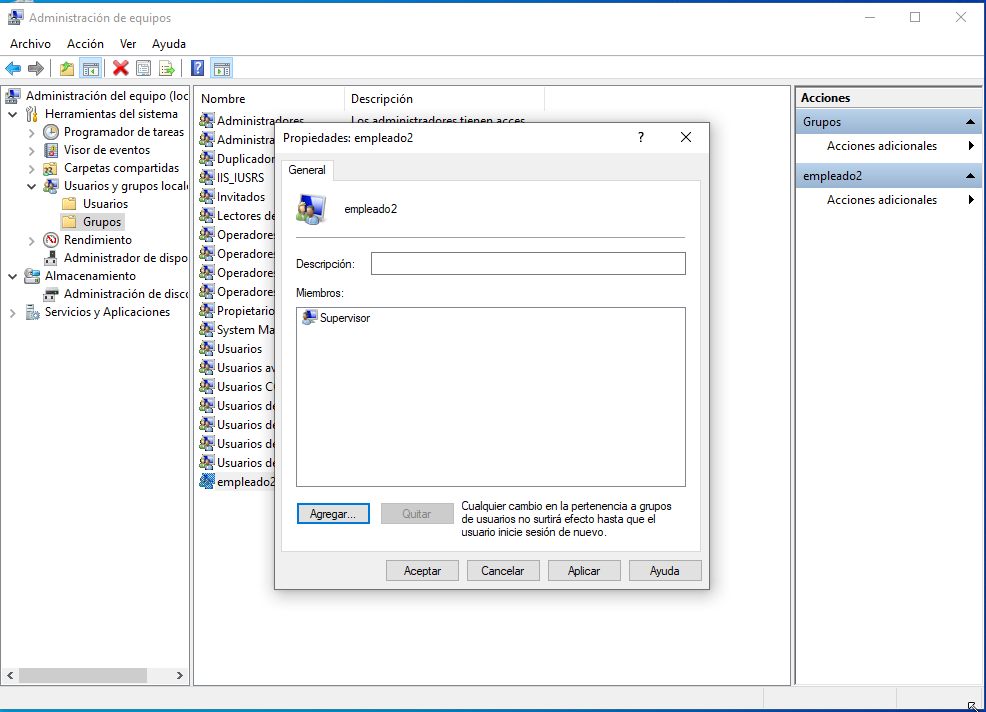 Administración de equipos
Archivo Acción Ver Ayuda
Administración del equipo (loc
Herramientas del sistema
Programador de tareas
Visor de eventos
Carpetas compartidas
Usuarios y grupos locale
Usuarios
Grupos
Rendimiento
Administrador de dispo
Almacenamiento
Administración de disco
Servicios y Aplicaciones
Nombre Descripción
Administradores Los administradores tienen acces
Administra
Duplicador
IIS_IUSRS
Invitados
Lectores de
Operadore
Operadore
Operadore
Operadore
Propietario
System Ma
Usuarios
Usuarios av
Usuarios C
Usuarios de
Usuarios de
Usuarios de
Usuarios de
empleado2
Propiedades: empleado2
General
empleado2
Descripción:
Miembros:
Supervisor
Agregar... Quitar
Cualquier cambio en la pertenencia a grupos
de usuarios no surtirá efecto hasta que el
usuario inicie sesión de nuevo.
Aceptar Cancelar Aplicar Ayuda
Acciones
Grupos
Acciones adicionales
empleado2
Acciones adicionales